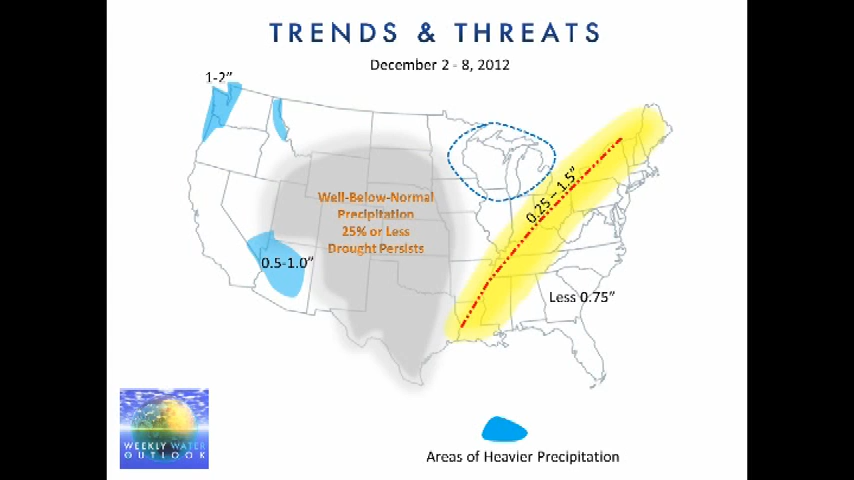 TRENDS & THREATS
December 2 - 8, 2012
1-2”
Well-Below-Normal
Precipitation
25% or Less
Drought Persists
0.25 – 1.5”
0.5-1.0”
Less 0.75”
WEEKLY WATER
OUTLOOK
Areas of Heavier Precipitation